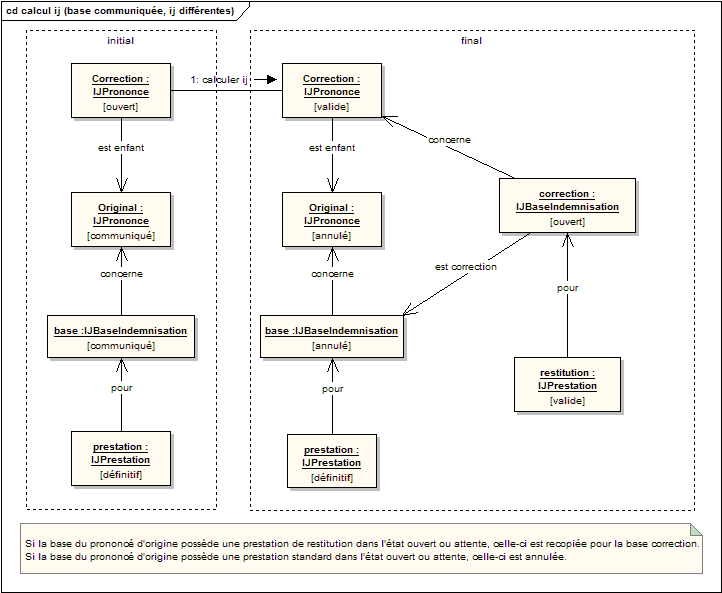 cd calcul ij (base communiquée, ij différentes)
initial
final
Correction :
IJPrononce
[ouvert]
1: calculer ij
Correction :
IJPrononce
[valide]
est enfant
est enfant
concerne
Original :
IJPrononce
[communiqué]
Original :
IJPrononce
[annulé]
correction :
IJBaseIndemnisation
[ouvert]
concerne
concerne
est correction
pour
base :IJBaseIndemnisation
[communiqué]
base :IJBaseIndemnisation
[annulé]
restitution :
IJPrestation
[valide]
pour
pour
prestation :
IJPrestation
[définitif]
prestation :
IJPrestation
[définitif]
Si la base du prononcé d'origine possède une prestation de restitution dans l'état ouvert ou attente, celle-ci est recopiée pour la base correction.
Si la base du prononcé d'origine possède une prestation standard dans l'état ouvert ou attente, celle-ci est annulée.